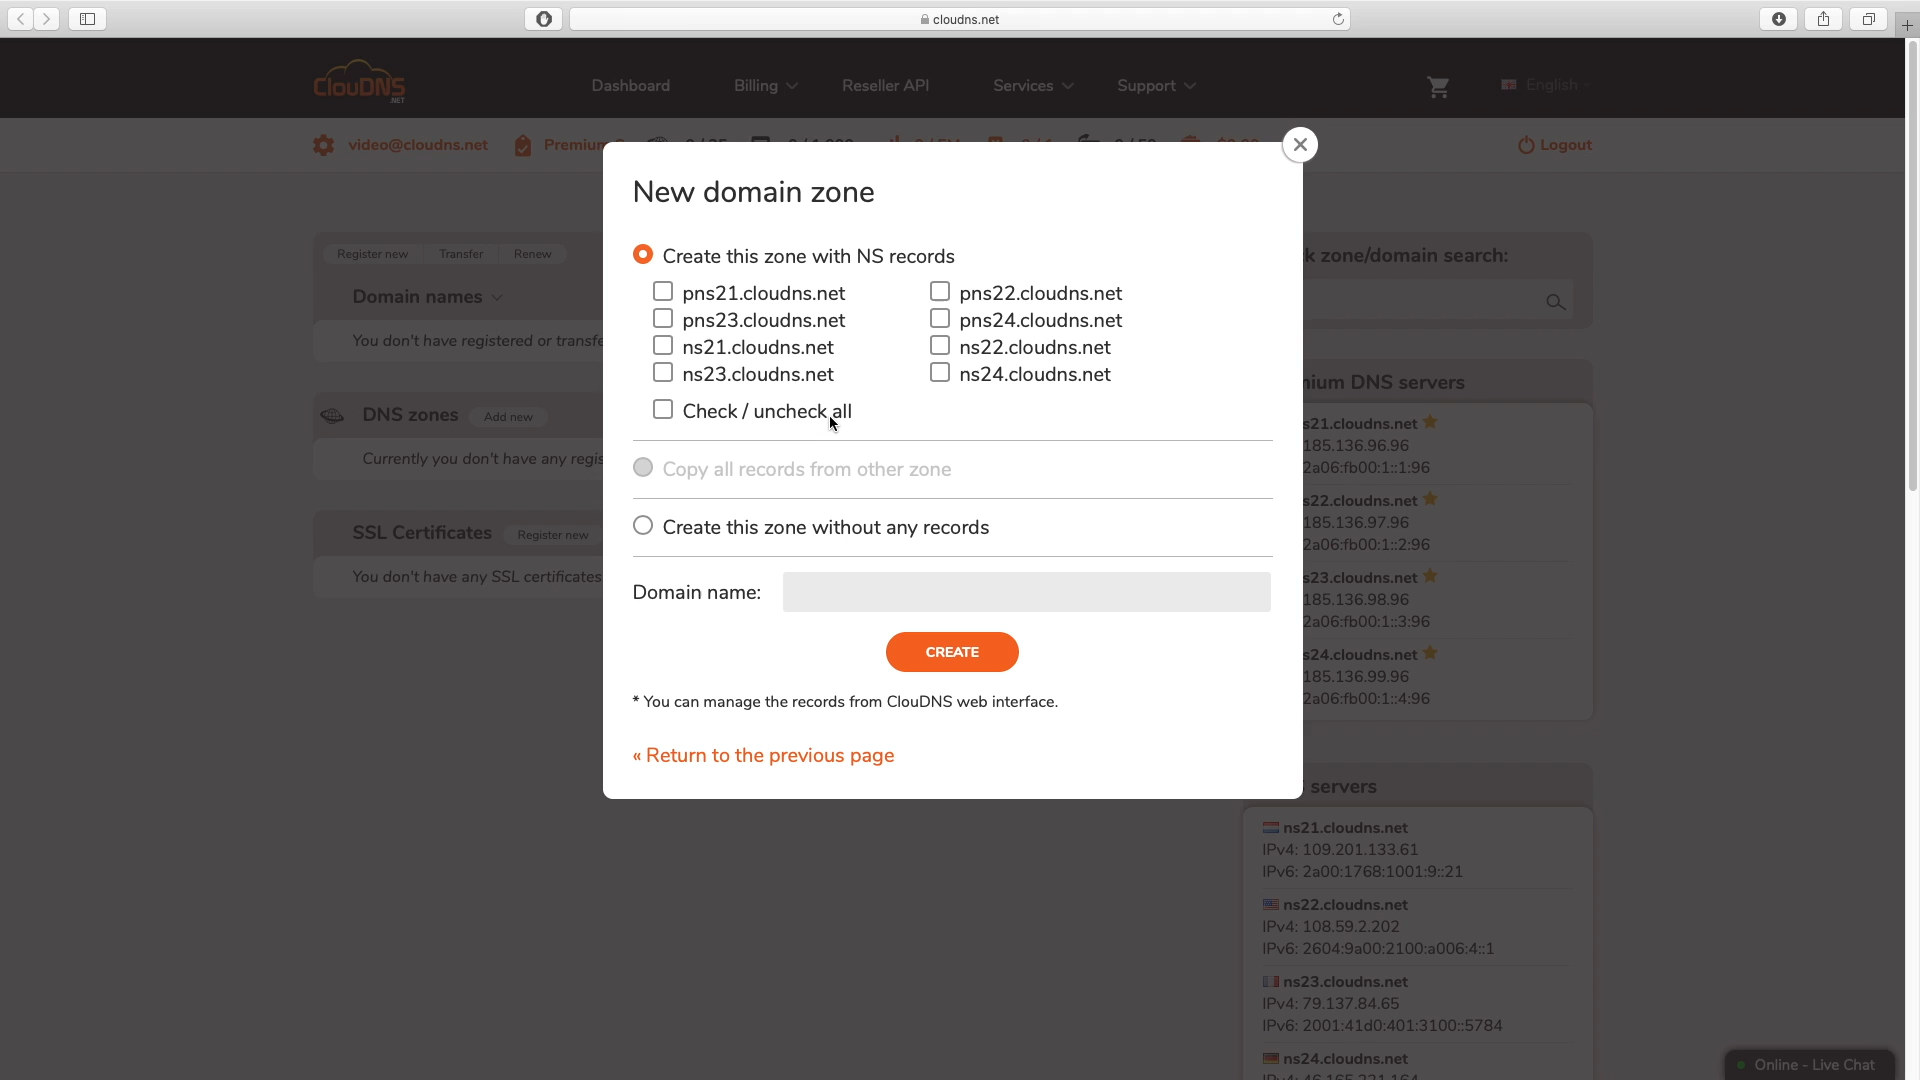 cloudns.net
ClouDNS
.NET
Dashboard
Billing
Reseller API
Services
Support
English
video@cloudns.net
Premium
Logout
New domain zone
Create this zone with NS records
pns21.cloudns.net
pns22.cloudns.net
pns23.cloudns.net
pns24.cloudns.net
ns21.cloudns.net
ns22.cloudns.net
ns23.cloudns.net
ns24.cloudns.net
Check / uncheck all
Copy all records from other zone
Create this zone without any records
Domain name:
CREATE
* You can manage the records from ClouDNS web interface.
« Return to the previous page
Register new
Transfer
Renew
Domain names
You don't have registered or transfe
DNS zones
Add new
Currently you don't have any regis
SSL Certificates
Register new
You don't have any SSL certificates
k zone/domain search:
nium DNS servers
s21.cloudns.net
185.136.96.96
2a06:fb00:1::1:96
s22.cloudns.net
185.136.97.96
2a06:fb00:1::2:96
s23.cloudns.net
185.136.98.96
2a06:fb00:1::3:96
s24.cloudns.net
185.136.99.96
2a06:fb00:1::4:96
servers
ns21.cloudns.net
IPv4: 109.201.133.61
IPv6: 2a00:1768:1001:9::21
ns22.cloudns.net
IPv4: 108.59.2.202
IPv6: 2604:9a00:2100:a006:4::1
ns23.cloudns.net
IPv4: 79.137.84.65
IPv6: 2001:41d0:401:3100::5784
ns24.cloudns.net
Online - Live Chat